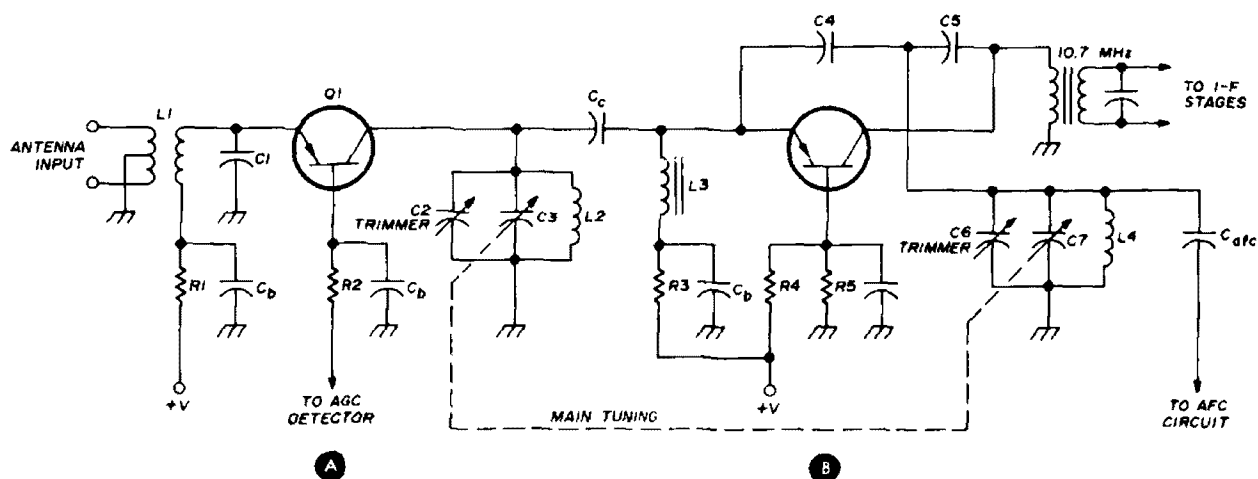 C4
C5
10.7 MHz
TO I-F
STAGES
Q1
L1
Cc
ANTENNA
INPUT
C1
L3
C2
TRIMMER
C3
L2
C6
TRIMMER
C7
L4
Cafc
R1
Cb
R2
Cb
R3
Cb
R4
R5
+V
TO AGC
DETECTOR
MAIN TUNING
+V
TO AFC
CIRCUIT
A
B